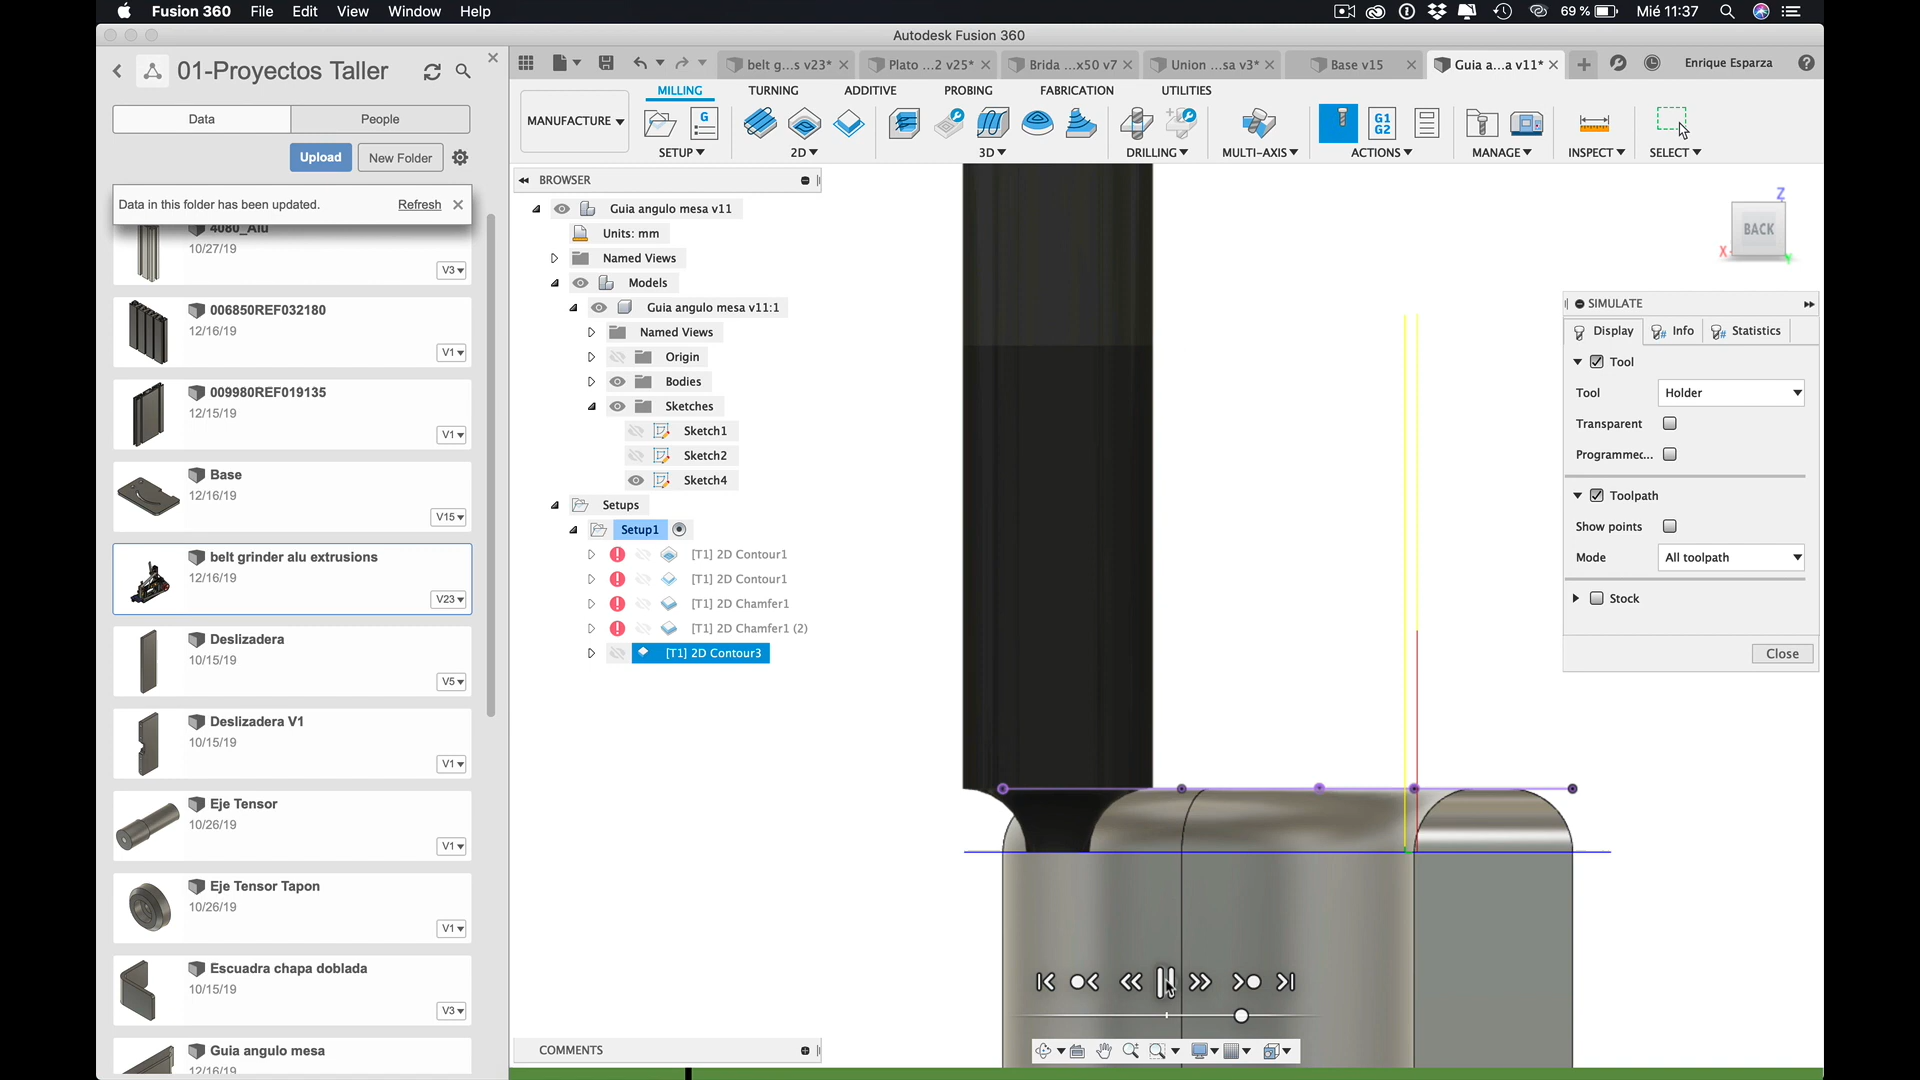 Fusion 360 File Edit View Window Help
69 % Mié 11:37
Autodesk Fusion 360
01-Proyectos Taller
Data People
Upload New Folder
Data in this folder has been updated. Refresh
4080_Alu
10/27/19
V3
006850REF032180
12/16/19
V1
009980REF019135
12/15/19
V1
Base
12/16/19
V15
belt grinder alu extrusions
12/16/19
V23
Deslizadera
10/15/19
V5
Deslizadera V1
10/15/19
V1
Eje Tensor
10/26/19
V1
Eje Tensor Tapon
10/26/19
V1
Escuadra chapa doblada
10/15/19
V3
Guia angulo mesa
12/16/19
belt g...s v23* Plato ...2 v25* Brida ...x50 v7 Union ...sa v3* Base v15 Guia a...a v11* Enrique Esparza
MILLING TURNING ADDITIVE PROBING FABRICATION UTILITIES
MANUFACTURE
G
G1
G2
SETUP 2D 3D DRILLING MULTI-AXIS ACTIONS MANAGE INSPECT SELECT
BROWSER
Guia angulo mesa v11
Units: mm
Named Views
Models
Guia angulo mesa v11:1
Named Views
Origin
Bodies
Sketches
Sketch1
Sketch2
Sketch4
Setups
Setup1
[T1] 2D Contour1
[T1] 2D Contour1
[T1] 2D Chamfer1
[T1] 2D Chamfer1 (2)
[T1] 2D Contour3
Z
BACK
X
SIMULATE
Display Info Statistics
Tool
Tool Holder
Transparent
Programmec...
Toolpath
Show points
Mode All toolpath
Stock
Close
COMMENTS